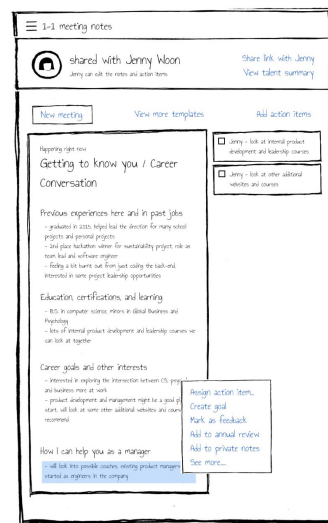 1-1 meeting notes
shared with Jenny Woon
Jenny can edit the notes and action items
Share link with Jenny
View talent summary
New meeting
View more templates
Add action items
Happening right now
Getting to know you / Career
Conversation
Previous experiences here and in past jobs
- graduated in 2015, helped lead the direction for many school
projects and personal projects
- 2nd place hackathon winner for sustainability project, role as
team lead and software engineer
- feeling a bit burnt out from just coding the back-end,
interested in some project leadership opportunities
Education, certifications, and learning
- B.S. in computer science; minors in Global Business and
Psychology
- lots of internal product development and leadership courses we
can look at together
Career goals and other interests
- interested in exploring the intersection between CS,
and business more at work
- product development and management might be a good
start, will look at some other additional websites and
recommend
How I can help you as a manager
- will look into possible coaches, existing product managers
started as engineers in the company
Jenny - look at internal product
development and leadership courses
Jenny - look at other additional
websites and courses
Assign action item...
Create goal
Mark as feedback
Add to annual review
Add to private notes
See more....